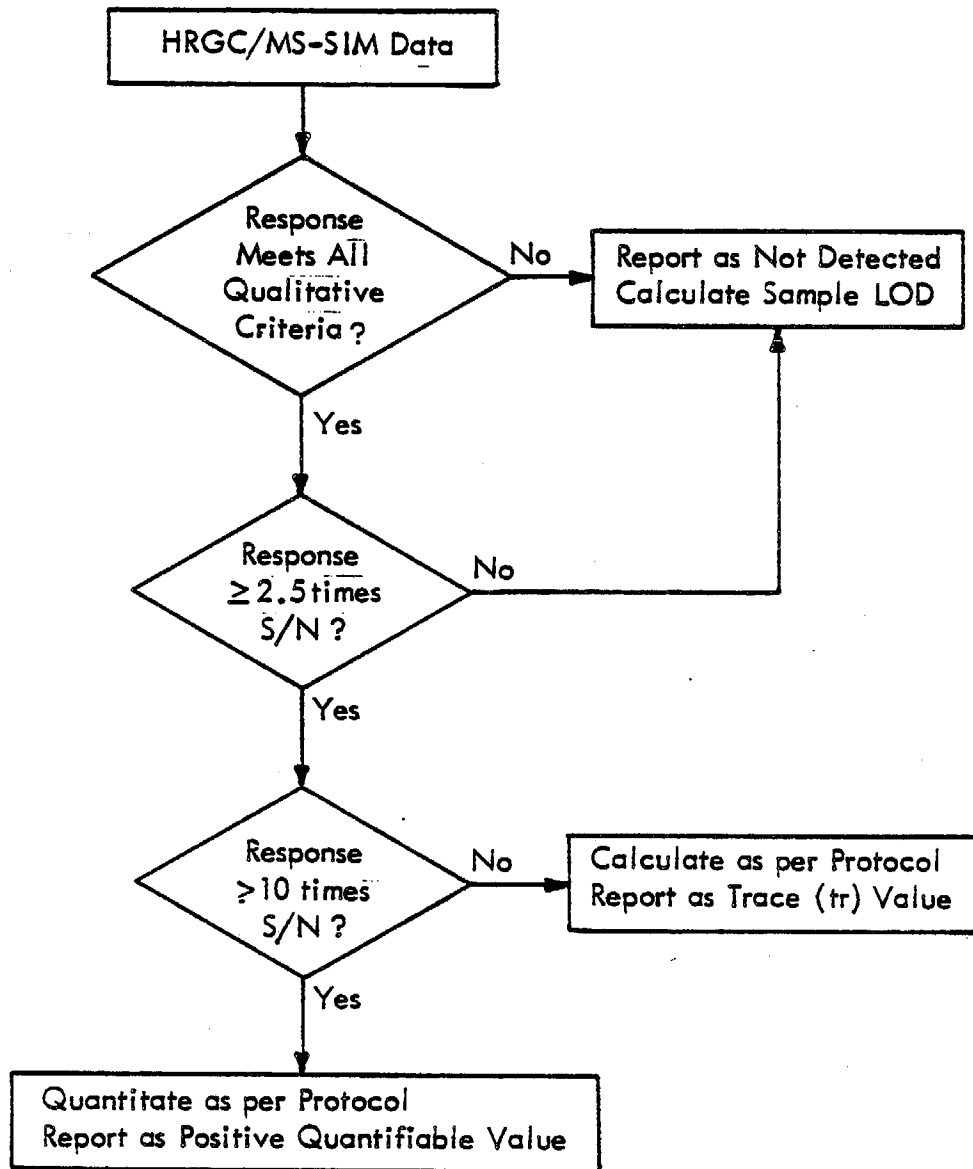 HRGC/MS-SIM Data
Response
Meets All
Qualitative
Criteria ?
No
Report as Not Detected
Calculate Sample LOD
Yes
Response
≥ 2.5 times
S/N ?
No
Yes
Response
≥10 times
S/N ?
No
Calculate as per Protocol
Report as Trace (tr) Value
Yes
Quantitate as per Protocol
Report as Positive Quantifiable Value